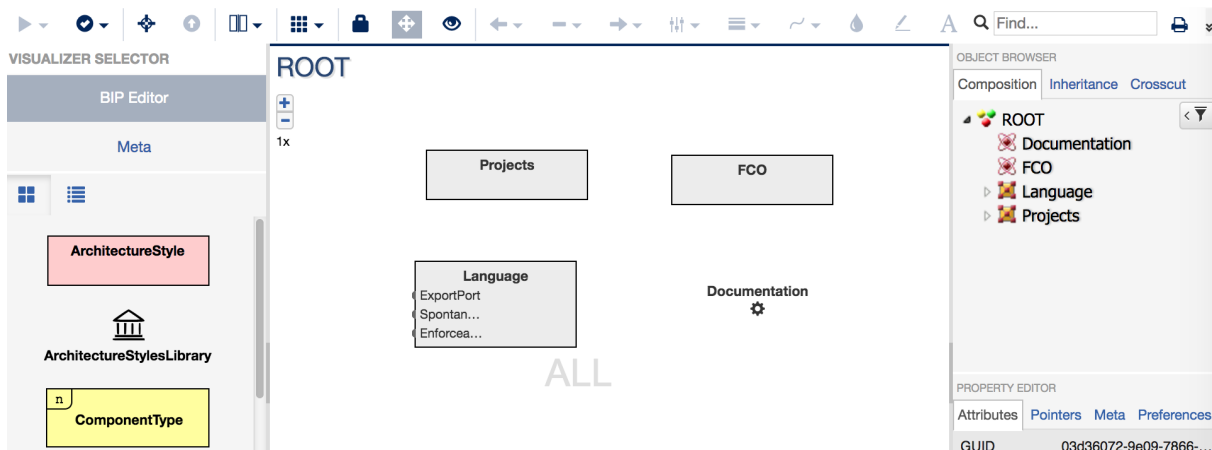 A
Find...
VISUALIZER SELECTOR
BIP Editor
Meta
ArchitectureStyle
ArchitectureStylesLibrary
n
ComponentType
ROOT
+
−
1x
Projects
FCO
Language
ExportPort
Spontan...
Enforcea...
Documentation
ALL
OBJECT BROWSER
Composition Inheritance Crosscut
ROOT
Documentation
FCO
Language
Projects
PROPERTY EDITOR
Attributes Pointers Meta Preferences
GUID 03d36072-9e09-7866-...